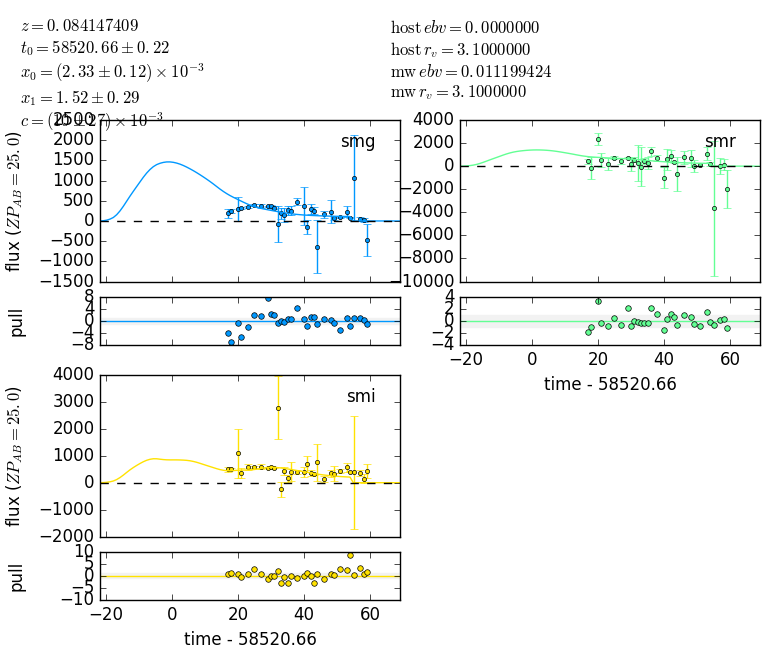 z = 0.084147409
t₀ = 58520.66 ± 0.22
x₀ = (2.33 ± 0.12) × 10⁻³
x₁ = 1.52 ± 0.29
× 10⁻³
host ebv = 0.0000000
host r_v = 3.1000000
mw ebv = 0.011199424
mw r_v = 3.1000000
2500
2000
1500
1000
500
0
−500
−1000
−1500
flux (ZP_AB = 25.0)
smg
8
4
0
−4
−8
pull
4000
2000
0
−2000
−4000
−6000
−8000
−10000
smr
4
2
0
−2
−4
−20 0 20 40 60
time - 58520.66
4000
3000
2000
1000
0
−1000
−2000
flux (ZP_AB = 25.0)
smi
10
5
0
−5
−10
pull
−20 0 20 40 60
time - 58520.66